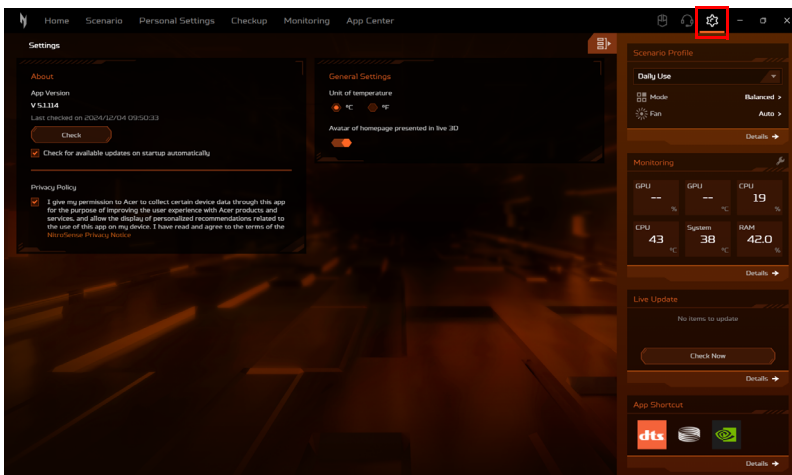 Home Scenario Personal Settings Checkup Monitoring App Center
Settings
About
App Version
V 5.1.114
Last checked on 2024/12/04 09:50:33
Check
Check for available updates on startup automatically
Privacy Policy
I give my permission to Acer to collect certain device data through this app
for the purpose of improving the user experience with Acer products and
services, and allow the display of personalized recommendations related to
the use of this app on my device. I have read and agree to the terms of the
NitroSense Privacy Notice
General Settings
Unit of temperature
°C °F
Avatar of homepage presented in live 3D
Scenario Profile
Daily Use
Mode Balanced >
Fan Auto >
Details →
Monitoring
GPU GPU CPU
-- -- 19
% °C %
CPU System RAM
43 38 42.0
°C °C %
Details →
Live Update
No items to update
Check Now
Details →
App Shortcut
dts
Details →